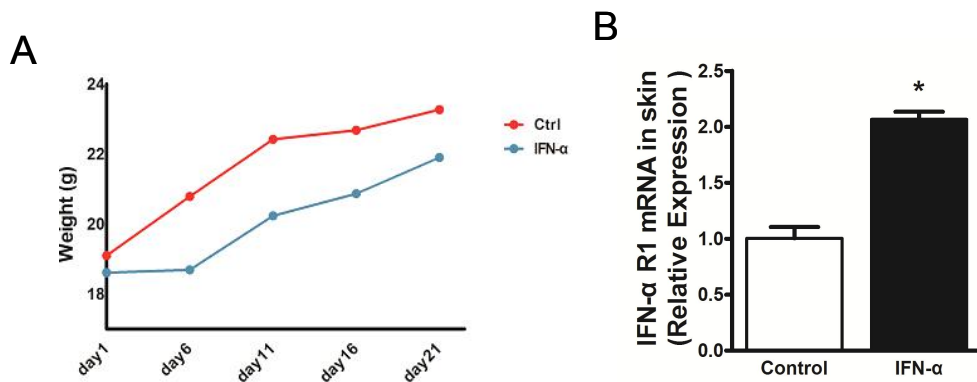 A
24
22
20
18
Weight (g)
day1
day6
day11
day16
day21
Ctrl
IFN-α
B
IFN-α R1 mRNA in skin
(Relative Expression )
2.5
2.0
1.5
1.0
0.5
0.0
*
Control
IFN-α